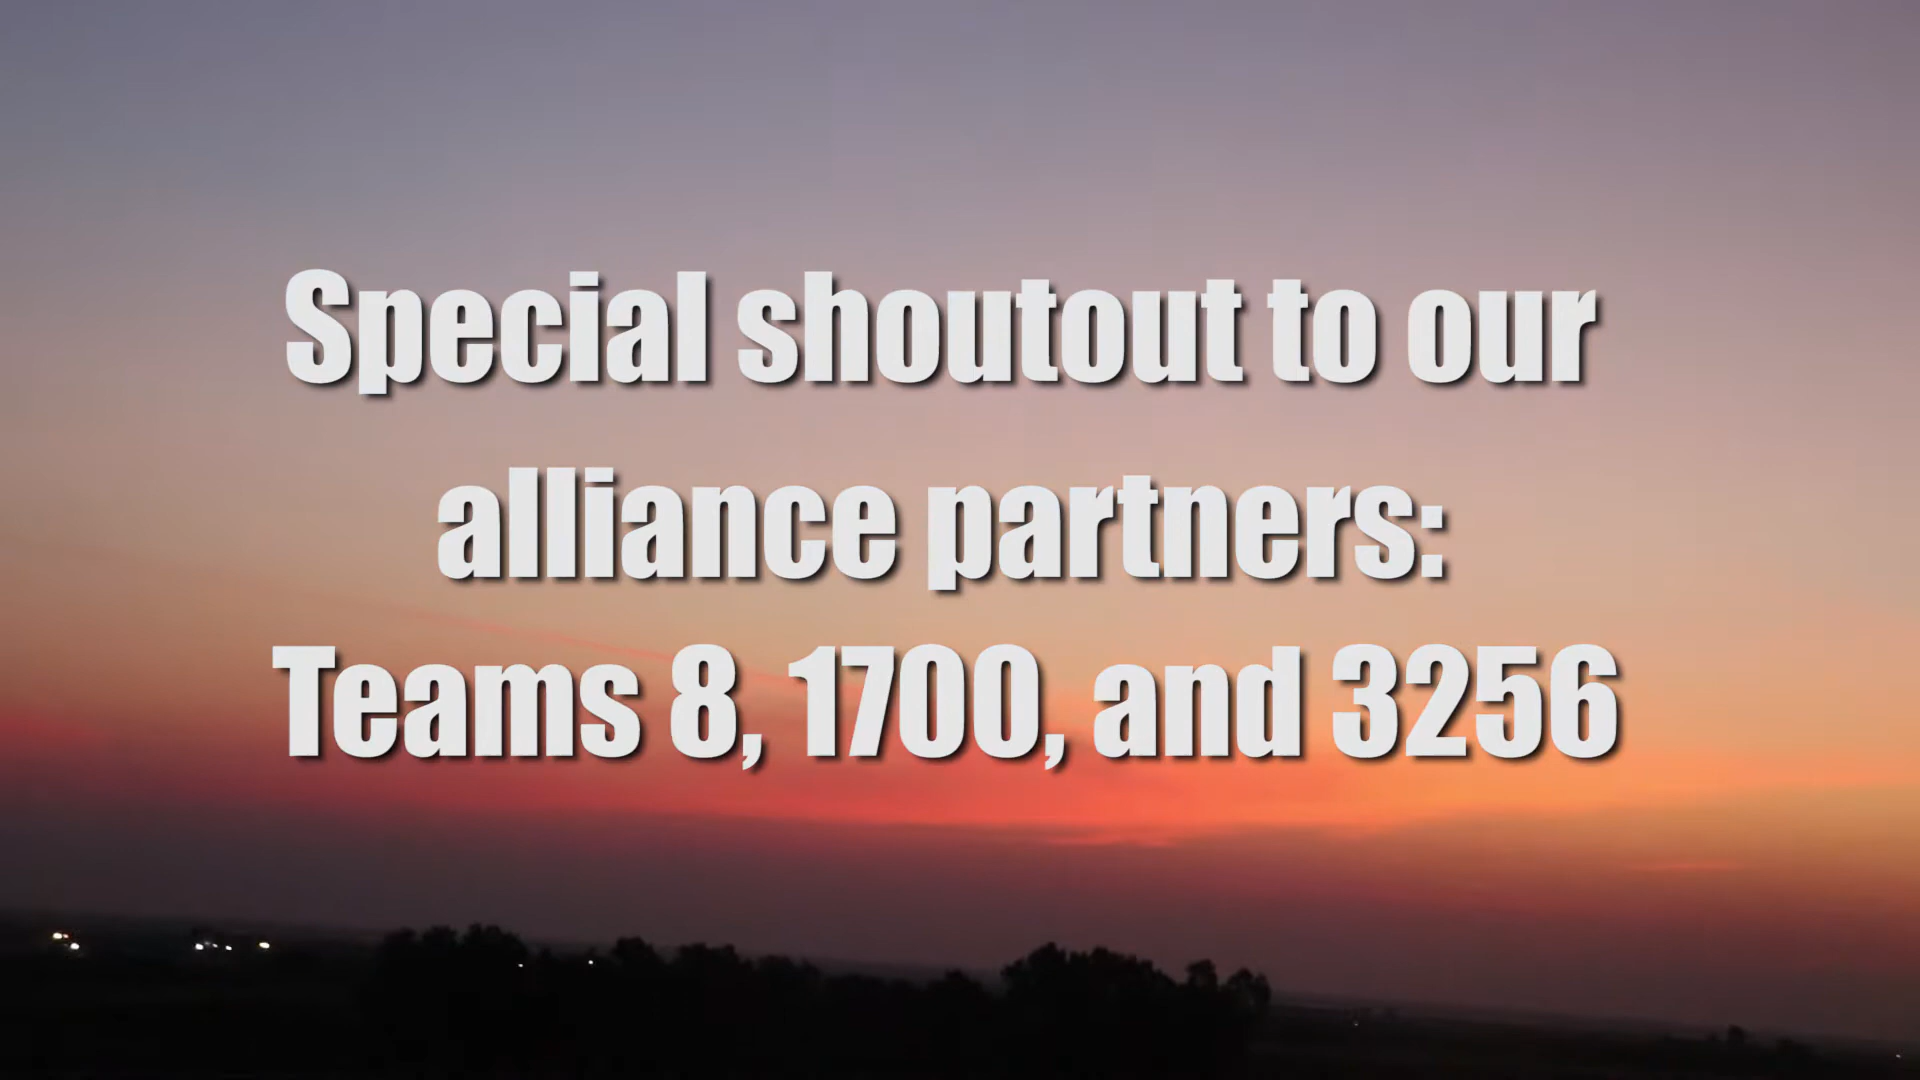 Special shoutout to our
alliance partners:
Teams 8, 1700, and 3256